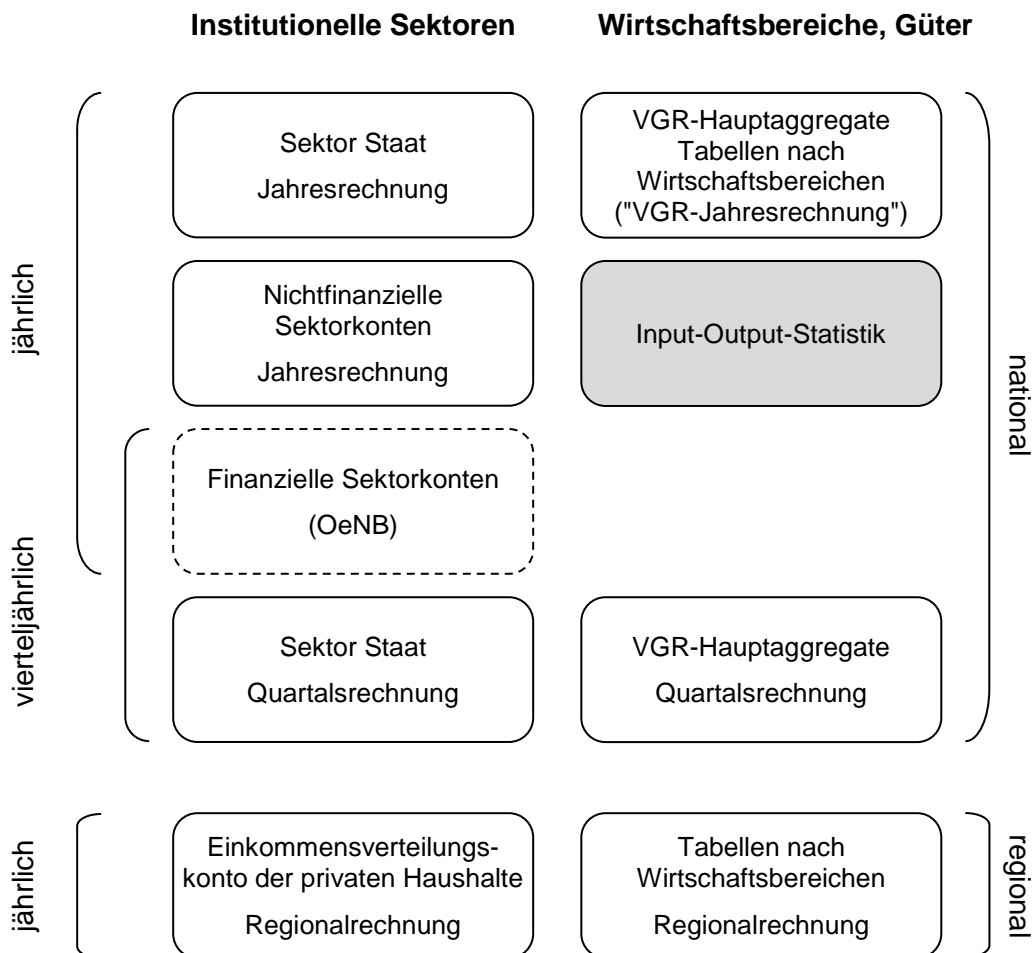 Institutionelle Sektoren
Wirtschaftsbereiche, Güter
jährlich
Sektor Staat
Jahresrechnung
VGR-Hauptaggregate
Tabellen nach
Wirtschaftsbereichen
("VGR-Jahresrechnung")
national
Nichtfinanzielle
Sektorkonten
Jahresrechnung
Input-Output-Statistik
vierteljährlich
Finanzielle Sektorkonten
(OeNB)
Sektor Staat
Quartalsrechnung
VGR-Hauptaggregate
Quartalsrechnung
jährlich
Einkommensverteilungs-
konto der privaten Haushalte
Regionalrechnung
Tabellen nach
Wirtschaftsbereichen
Regionalrechnung
regional